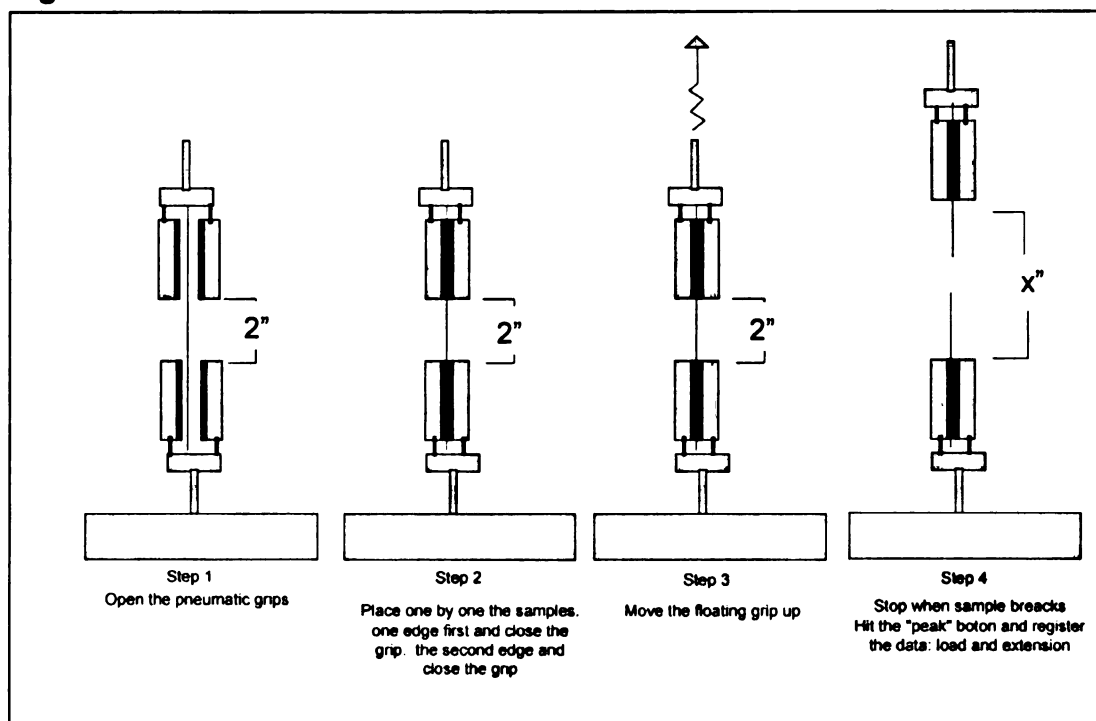 2”
2”
2”
x”
Step 1
Open the pneumatic grips
Step 2
Place one by one the samples.
one edge first and close the
grip. the second edge and
close the grip
Step 3
Move the floating grip up
Step 4
Stop when sample breacks
Hit the "peak" boton and register
the data: load and extension